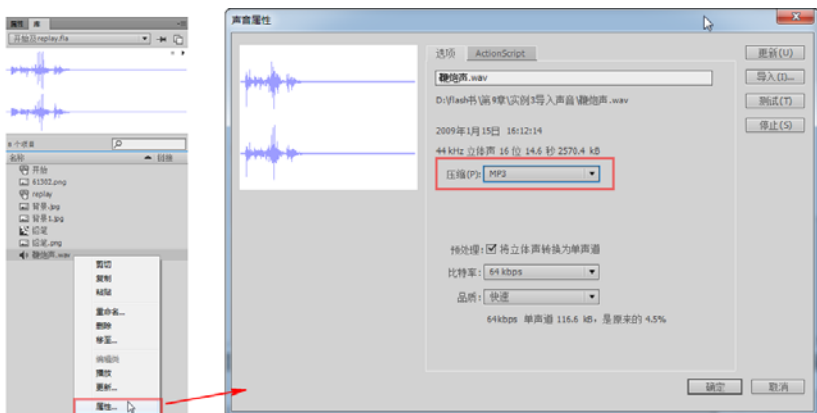 属性 库
开始及replay.fla
8 个项目
名称 链接
开始
61302.png
replay
背景.jpg
背景1.jpg
铅笔
铅笔.png
鞭炮声.wav
剪切
复制
粘贴
重命名...
删除
移至...
编辑类
播放
更新...
属性...
声音属性
选项 ActionScript
鞭炮声.wav
D:\flash书\第9章\实例3导入声音\鞭炮声.wav
2009年1月15日 16:12:14
44 kHz 立体声 16 位 14.6 秒 2570.4 kB
压缩(P): MP3
预处理: 将立体声转换为单声道
比特率: 64 kbps
品质: 快速
64kbps 单声道 116.6 kB，是原来的 4.5%
更新(U)
导入(I)...
测试(T)
停止(S)
确定 取消